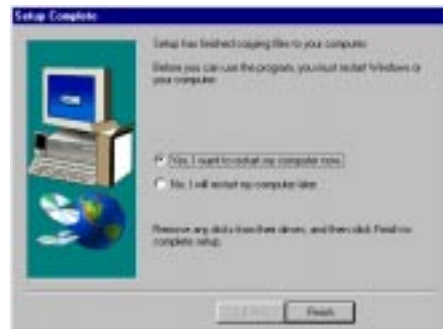 Setup Complete
Setup has finished copying files to your computer.
Before you can use the program, you must restart Windows or
your computer.
Yes, I want to restart my computer now.
No, I will restart my computer later.
Remove any disks from their drives, and then click Finish to
complete setup.
Finish